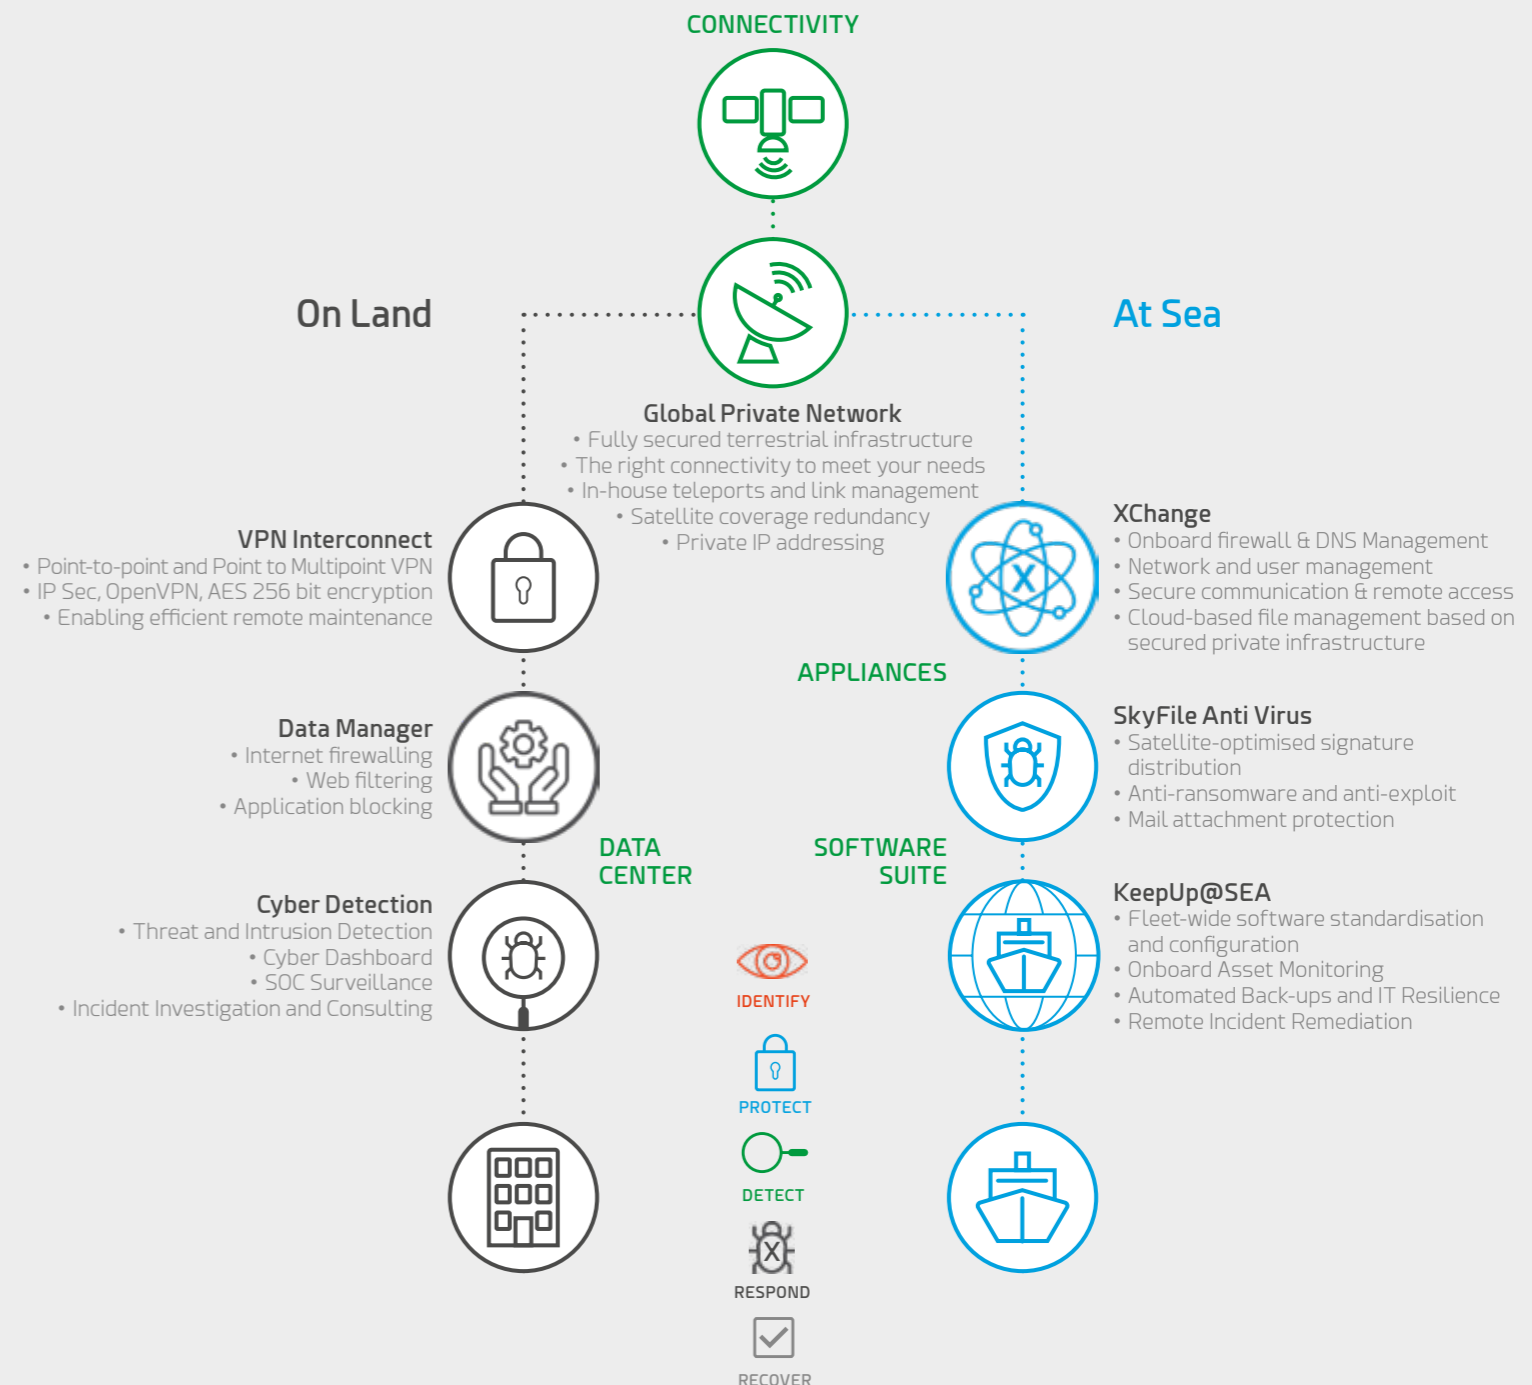 CONNECTIVITY
On Land
At Sea
Global Private Network
• Fully secured terrestrial infrastructure
• The right connectivity to meet your needs
• In-house teleports and link management
• Satellite coverage redundancy
• Private IP addressing
VPN Interconnect
• Point-to-point and Point to Multipoint VPN
• IP Sec, OpenVPN, AES 256 bit encryption
• Enabling efficient remote maintenance
Data Manager
• Internet firewalling
• Web filtering
• Application blocking
DATA
CENTER
Cyber Detection
• Threat and Intrusion Detection
• Cyber Dashboard
• SOC Surveillance
• Incident Investigation and Consulting
X
XChange
• Onboard firewall & DNS Management
• Network and user management
• Secure communication & remote access
• Cloud-based file management based on
secured private infrastructure
APPLIANCES
SkyFile Anti Virus
• Satellite-optimised signature
distribution
• Anti-ransomware and anti-exploit
• Mail attachment protection
SOFTWARE
SUITE
KeepUp@SEA
• Fleet-wide software standardisation
and configuration
• Onboard Asset Monitoring
• Automated Back-ups and IT Resilience
• Remote Incident Remediation
IDENTIFY
PROTECT
DETECT
X
RESPOND
RECOVER